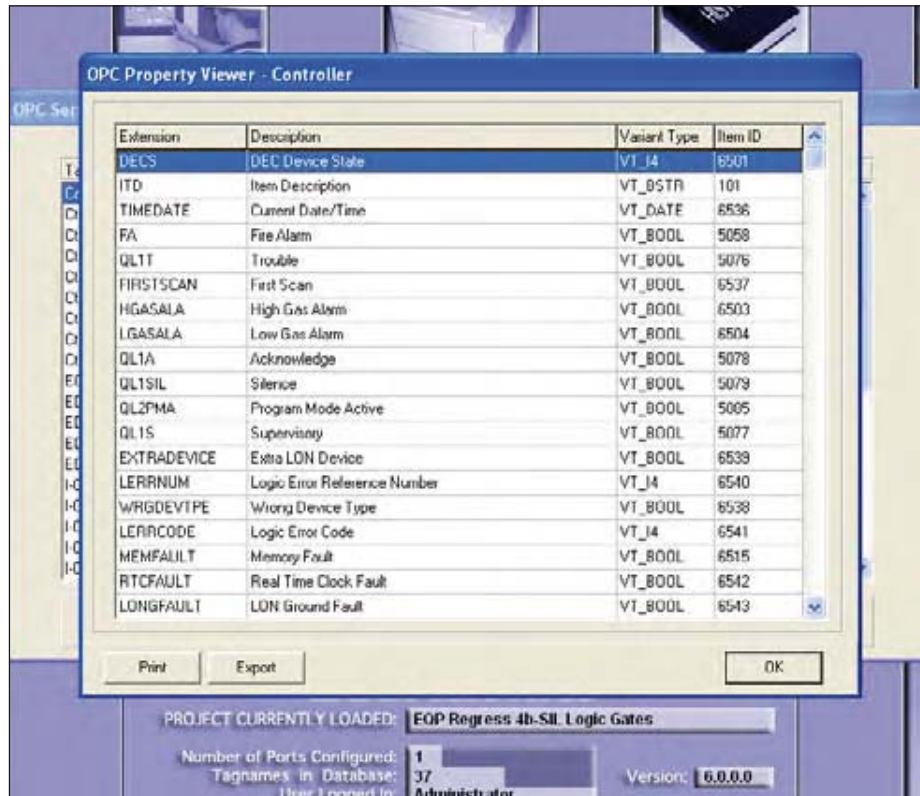 OPC Property Viewer - Controller
OPC Ser
Extension Description Variant Type Item ID
DECS DEC Device State VT_I4 6501
ITD Item Description VT_BSTR 101
TIMEDATE Current Date/Time VT_DATE 6536
FA Fire Alarm VT_BOOL 5058
QL1T Trouble VT_BOOL 5076
FIRSTSCAN First Scan VT_BOOL 6537
HGASALA High Gas Alarm VT_BOOL 6503
LGASALA Low Gas Alarm VT_BOOL 6504
QL1A Acknowledge VT_BOOL 5078
QL1SIL Silence VT_BOOL 5079
QL2PMA Program Mode Active VT_BOOL 5085
QL1S Supervisory VT_BOOL 5077
EXTRADEVICE Extra LON Device VT_BOOL 6539
LERRNUM Logic Error Reference Number VT_I4 6540
WRGDEVTPE Wrong Device Type VT_BOOL 6538
LERRCODE Logic Error Code VT_I4 6541
MEMFAULT Memory Fault VT_BOOL 6515
RTCFAULT Real Time Clock Fault VT_BOOL 6542
LONGFAULT LON Ground Fault VT_BOOL 6543
Print Export OK
PROJECT CURRENTLY LOADED: EOP Regress 4b-SIL Logic Gates
Number of Ports Configured: 1
Tagnames in Database: 37 Version: 6.0.0.0
User Logged In: Administrator